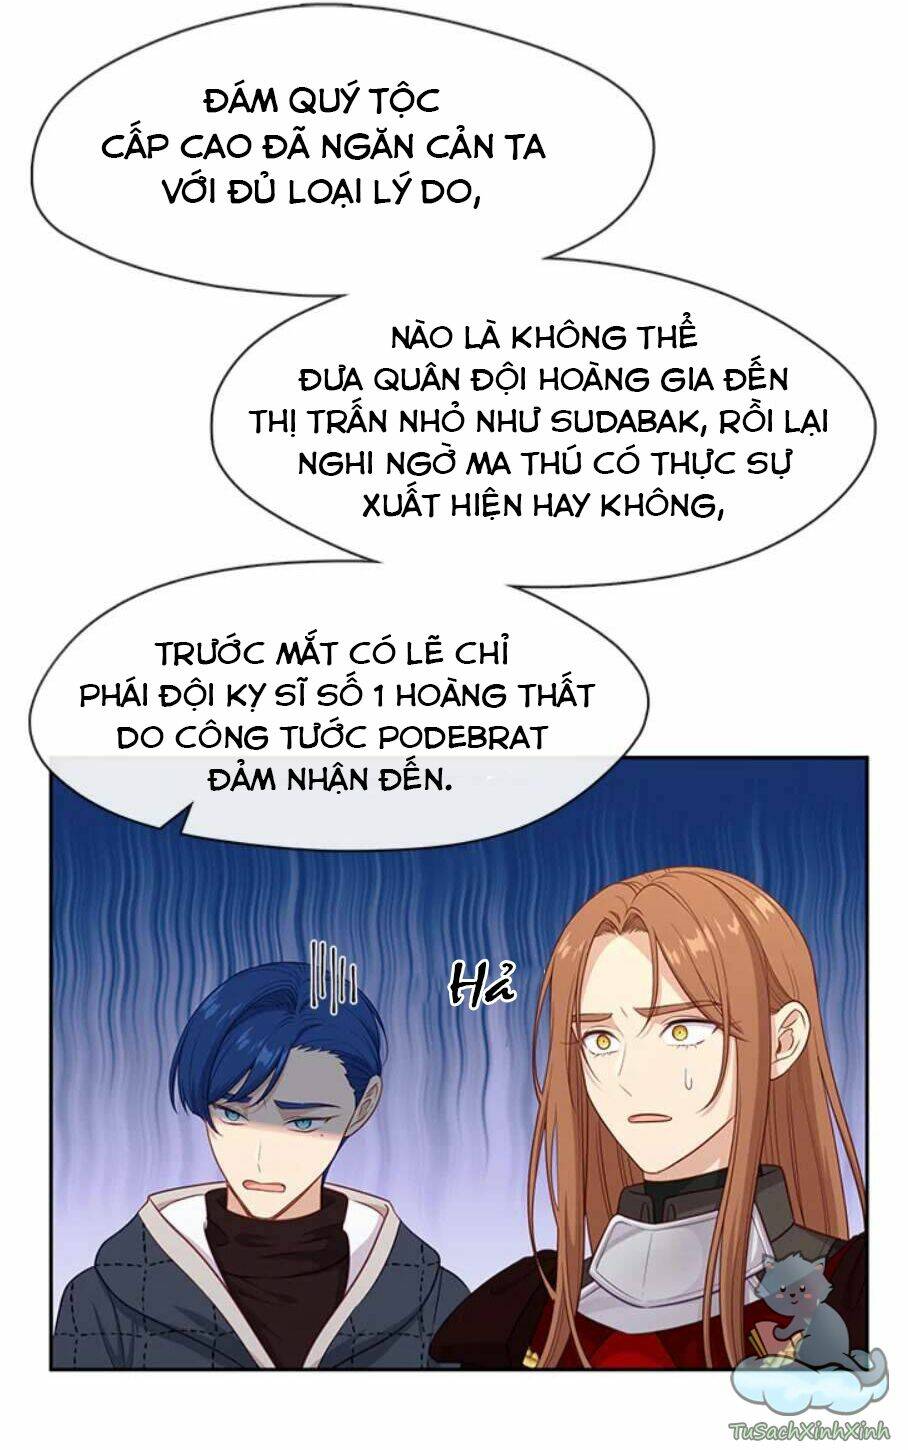 ĐÁM QUÝ TỘC
CẤP CAO ĐÃ NGĂN CẢN TA
VỚI ĐỦ LOẠI LÝ DO,
NÀO LÀ KHÔNG THỂ
ĐƯA QUÂN ĐỘI HOÀNG GIA ĐẾN
THỊ TRẤN NHỎ NHƯ SUDABAK, RỒI LẠI
NGHI NGỜ MA THÚ CÓ THỰC SỰ
XUẤT HIỆN HAY KHÔNG,
TRƯỚC MẮT CÓ LẼ CHỈ
PHÁI ĐỘI KỴ SĨ SỐ 1 HOÀNG THẤT
DO CÔNG TƯỚC PODEBRAT
ĐẢM NHẬN ĐẾN.
Hả
TuSachXinhXinh